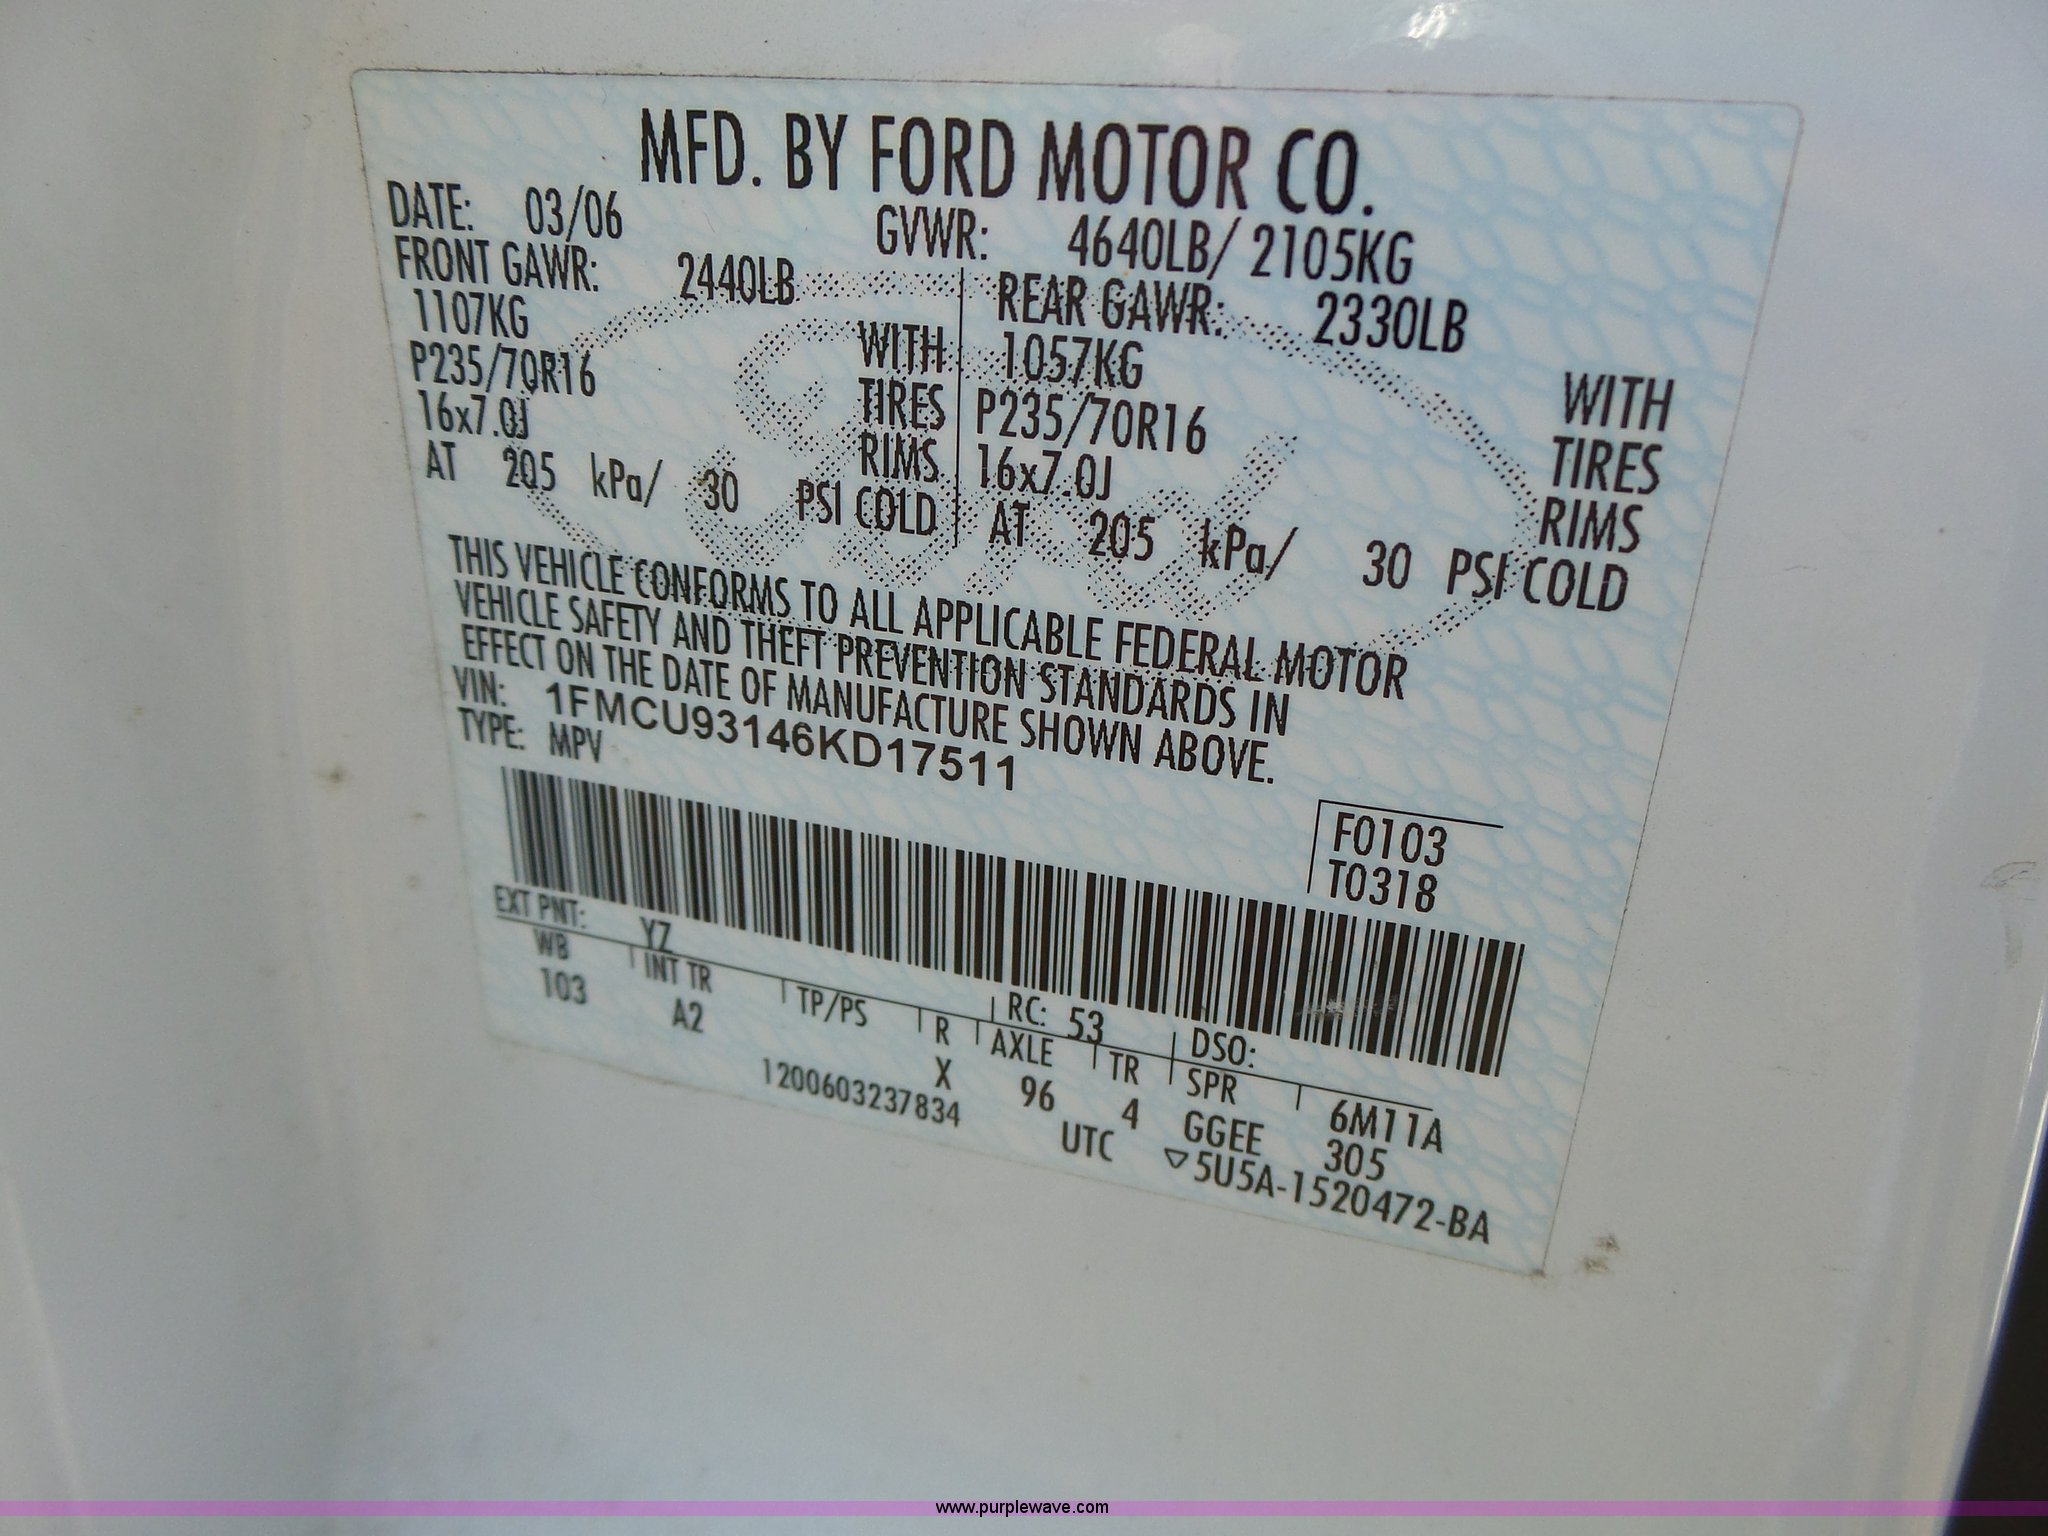 MFD. BY FORD MOTOR CO.
DATE: 03/06 GVWR: 4640LB/ 2105KG
FRONT GAWR: 2440LB REAR GAWR: 2330LB
1107KG WITH 1057KG WITH
P235/70R16 TIRES P235/70R16 TIRES
16x7.0J RIMS 16x7.0J RIMS
AT 205 kPa/ 30 PSI COLD AT 205 kPa/ 30 PSI COLD
THIS VEHICLE CONFORMS TO ALL APPLICABLE FEDERAL MOTOR
VEHICLE SAFETY AND THEFT PREVENTION STANDARDS IN
EFFECT ON THE DATE OF MANUFACTURE SHOWN ABOVE.
VIN: 1FMCU93146KD17511
TYPE: MPV
F0103
T0318
EXT PNT: YZ RC: 53 DSO:
WB INT TR TP/PS R AXLE TR SPR 6M11A
103 A2 X 96 4 GGEE 305
1200603237834 UTC ▽5U5A-1520472-BA
Ford
www.purplewave.com